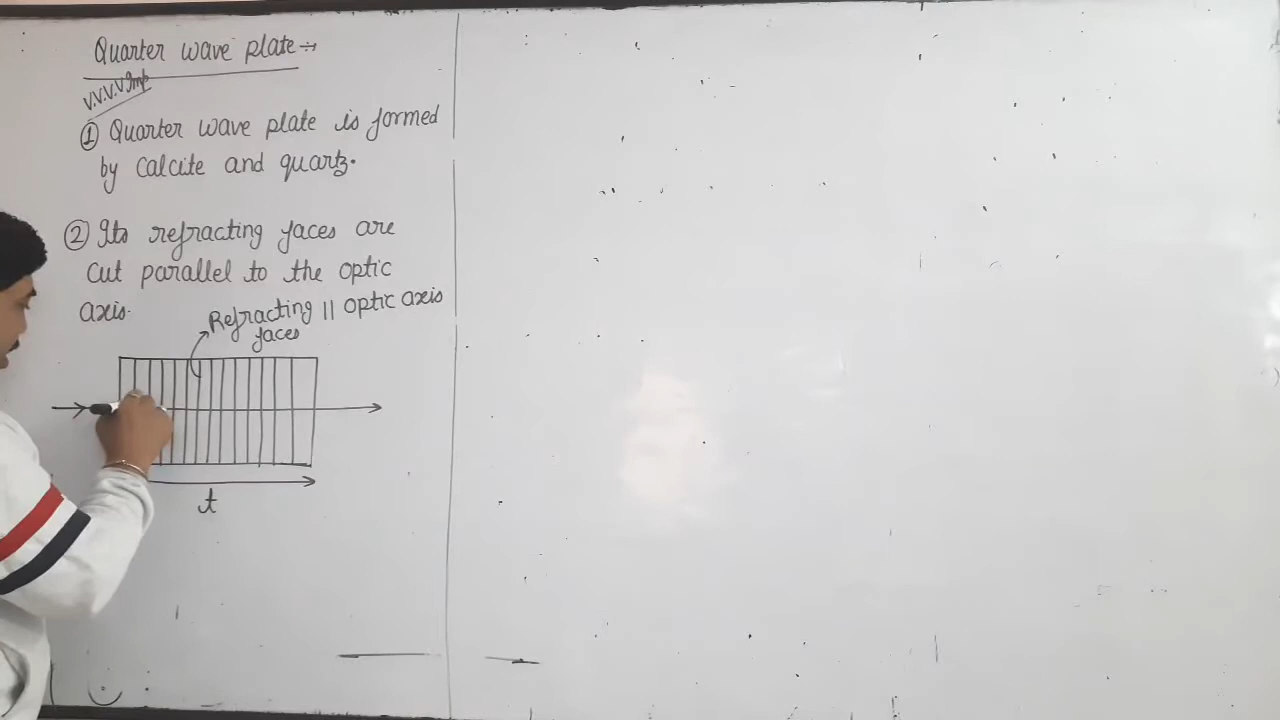 Quarter wave plate →
V.V.V.V Imp
① Quarter wave plate is formed
by Calcite and quartz.
② Its refracting faces are
cut parallel to the optic
axis.
Refracting || optic axis
faces
t